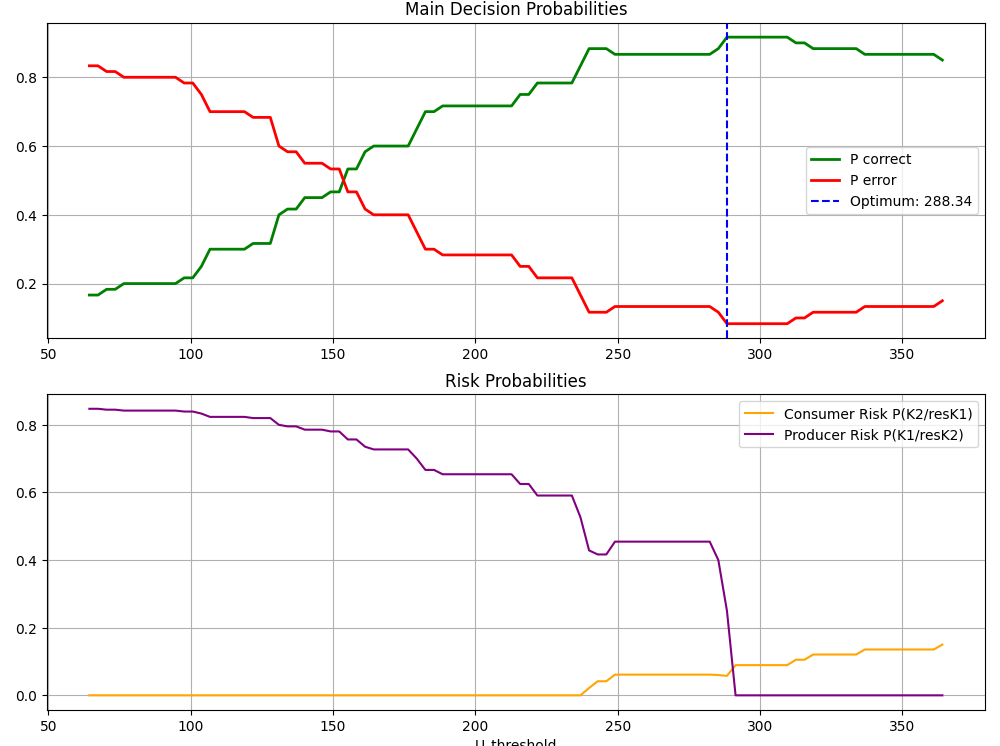 Main Decision Probabilities
0.8
0.6
0.4
0.2
P correct
P error
Optimum: 288.34
50 100 150 200 250 300 350
Risk Probabilities
0.8
0.6
0.4
0.2
0.0
Consumer Risk P(K2/resK1)
Producer Risk P(K1/resK2)
50 100 150 200 250 300 350
U threshold